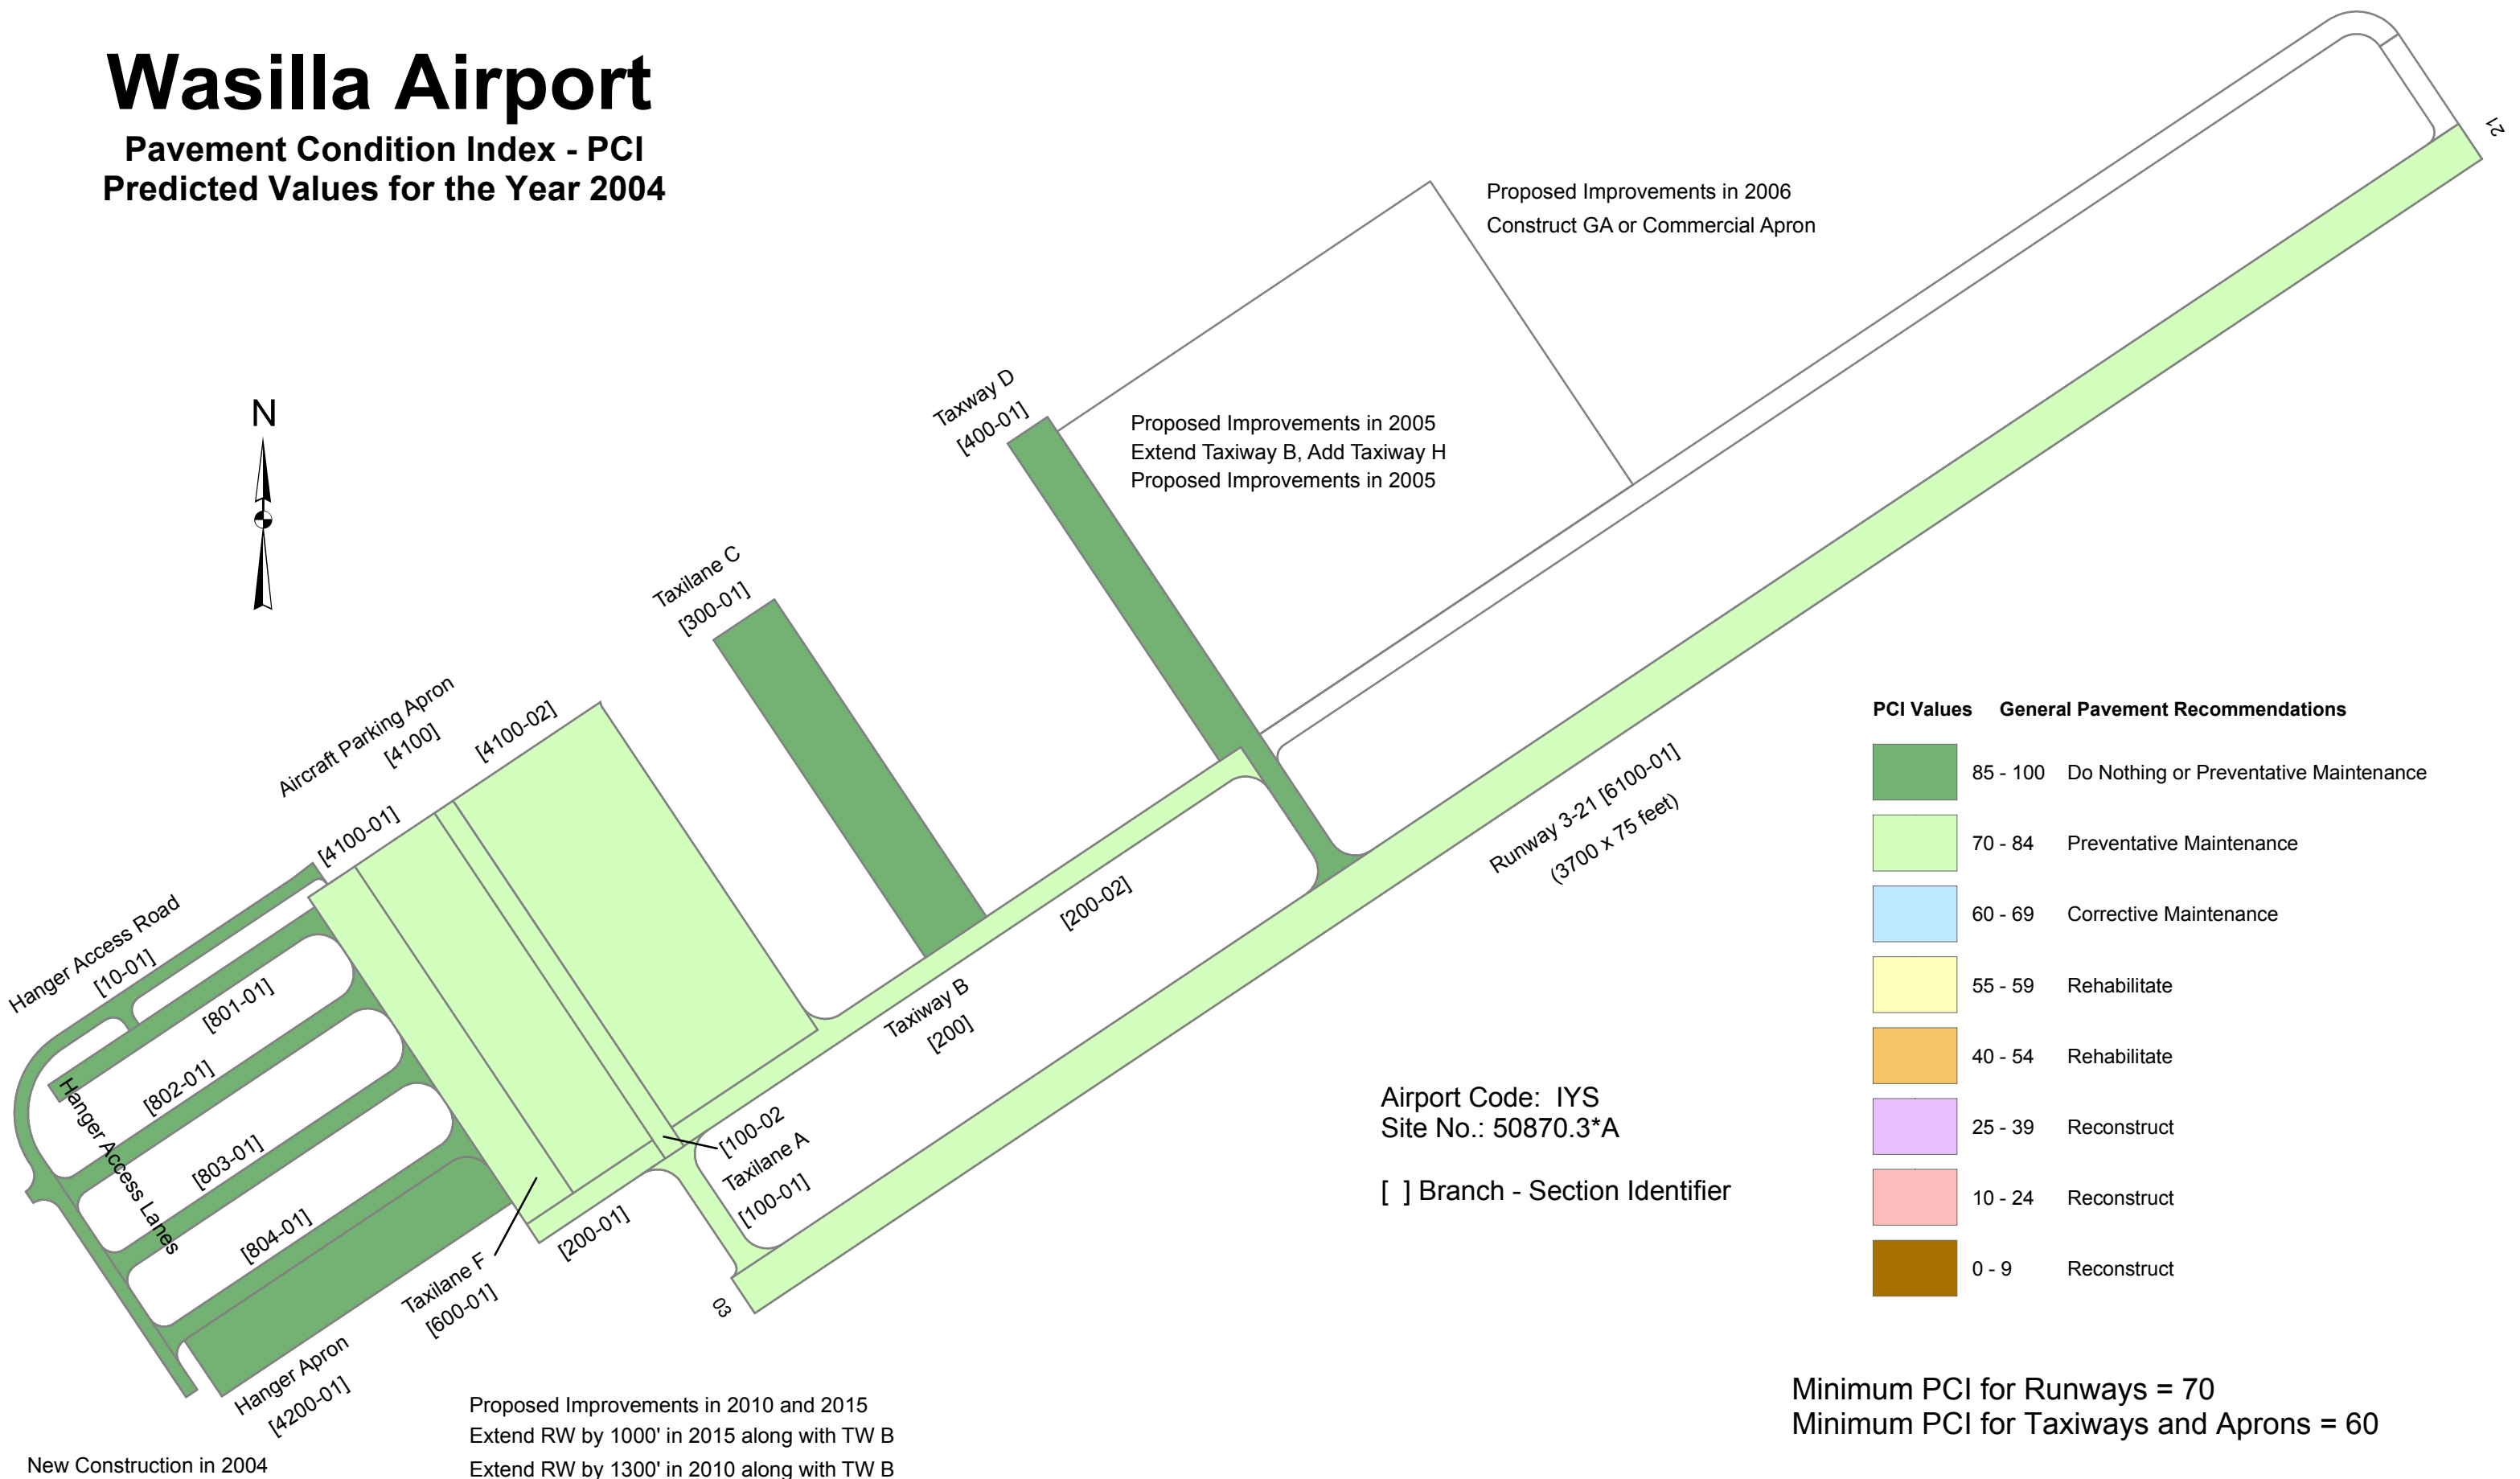 Wasilla Airport
Pavement Condition Index - PCI
Predicted Values for the Year 2004
Proposed Improvements in 2006
Construct GA or Commercial Apron
21
N
Taxway D
[400-01]
Proposed Improvements in 2005
Extend Taxiway B, Add Taxiway H
Proposed Improvements in 2005
Taxilane C
[300-01]
Aircraft Parking Apron
[4100]
[4100-02]
[4100-01]
Hanger Access Road
[10-01]
[801-01]
[802-01]
[803-01]
[804-01]
Hanger Access Lanes
Taxiway B
[200]
[200-02]
Runway 3-21 [6100-01]
(3700 x 75 feet)
[100-02
Taxilane A
[100-01]
[200-01]
Taxilane F
[600-01]
03
Hanger Apron
[4200-01]
PCI Values General Pavement Recommendations
85 - 100 Do Nothing or Preventative Maintenance
70 - 84 Preventative Maintenance
60 - 69 Corrective Maintenance
55 - 59 Rehabilitate
40 - 54 Rehabilitate
25 - 39 Reconstruct
10 - 24 Reconstruct
0 - 9 Reconstruct
Airport Code: IYS
Site No.: 50870.3*A
[ ] Branch - Section Identifier
Minimum PCI for Runways = 70
Minimum PCI for Taxiways and Aprons = 60
Proposed Improvements in 2010 and 2015
Extend RW by 1000' in 2015 along with TW B
Extend RW by 1300' in 2010 along with TW B
New Construction in 2004